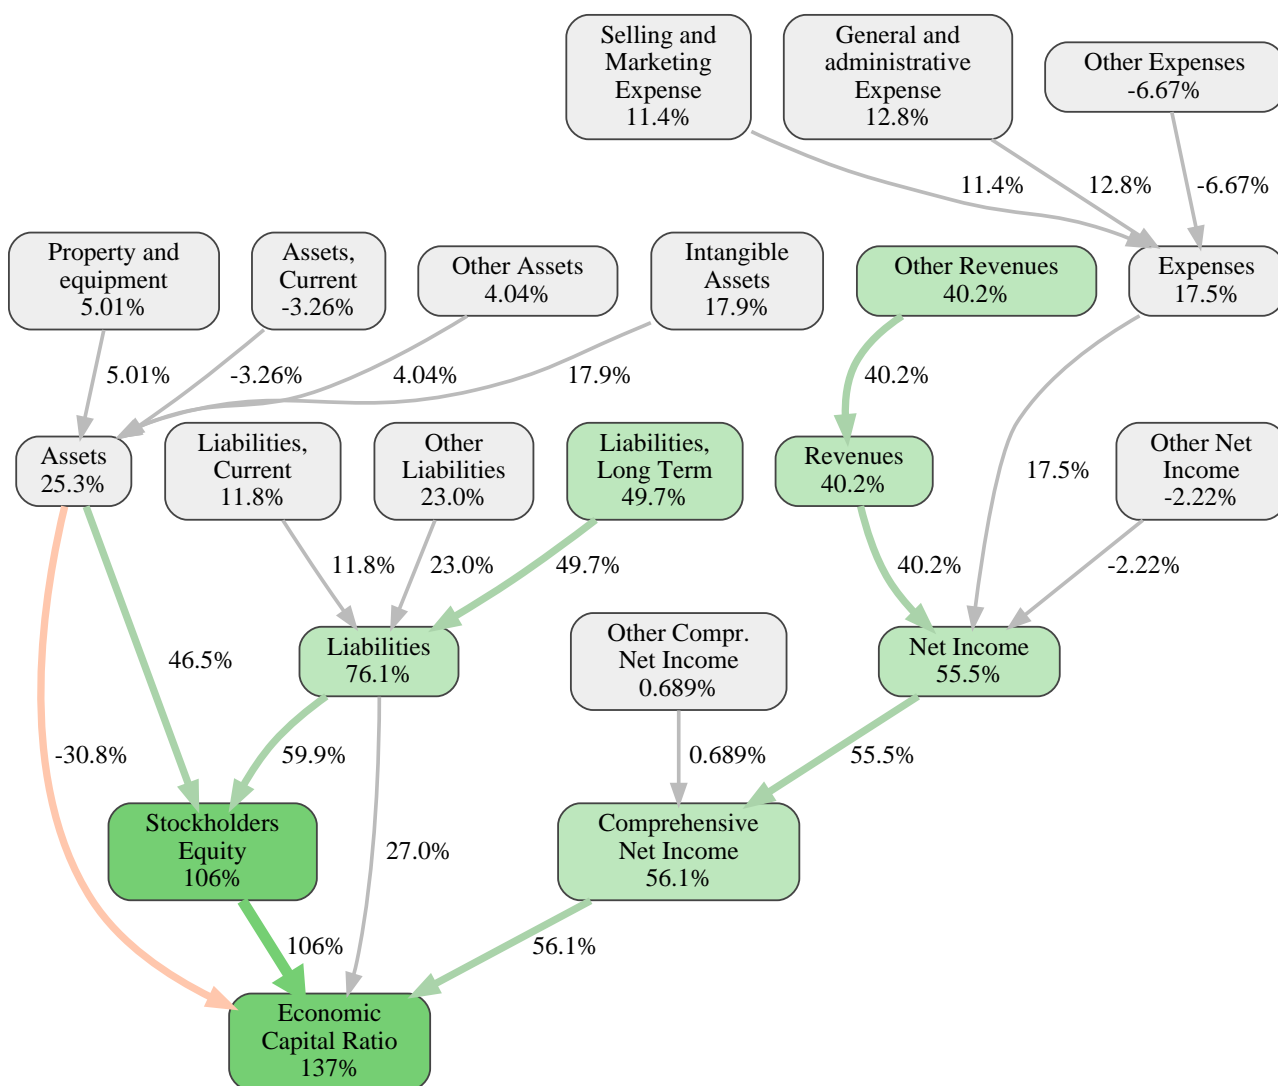 Selling and
Marketing
Expense
11.4%
General and
administrative
Expense
12.8%
Other Expenses
-6.67%
11.4%
12.8%
-6.67%
Property and
equipment
5.01%
Assets,
Current
-3.26%
Other Assets
4.04%
Intangible
Assets
17.9%
Other Revenues
40.2%
Expenses
17.5%
5.01%
-3.26%
4.04%
17.9%
40.2%
Assets
25.3%
Liabilities,
Current
11.8%
Other
Liabilities
23.0%
Liabilities,
Long Term
49.7%
Revenues
40.2%
17.5%
Other Net
Income
-2.22%
11.8%
23.0%
49.7%
40.2%
-2.22%
46.5%
Liabilities
76.1%
Other Compr.
Net Income
0.689%
Net Income
55.5%
-30.8%
59.9%
0.689%
55.5%
Stockholders
Equity
106%
27.0%
Comprehensive
Net Income
56.1%
106%
56.1%
Economic
Capital Ratio
137%